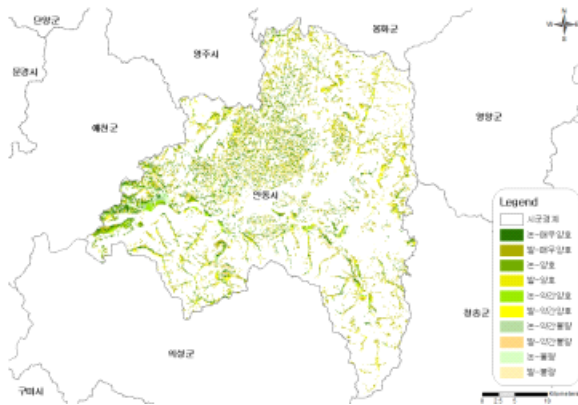 단양군
봉화군
N
영주시
W E
S
문경시
예천군
영양군
안동시
Legend
시군경계
논-매우양호
밭-매우양호
논-양호
밭-양호
논-약간양호
밭-약간양호
논-약간불량
밭-약간불량
논-불량
밭-불량
청송군
의성군
구미시
Kilometers
0 2.5 5 10